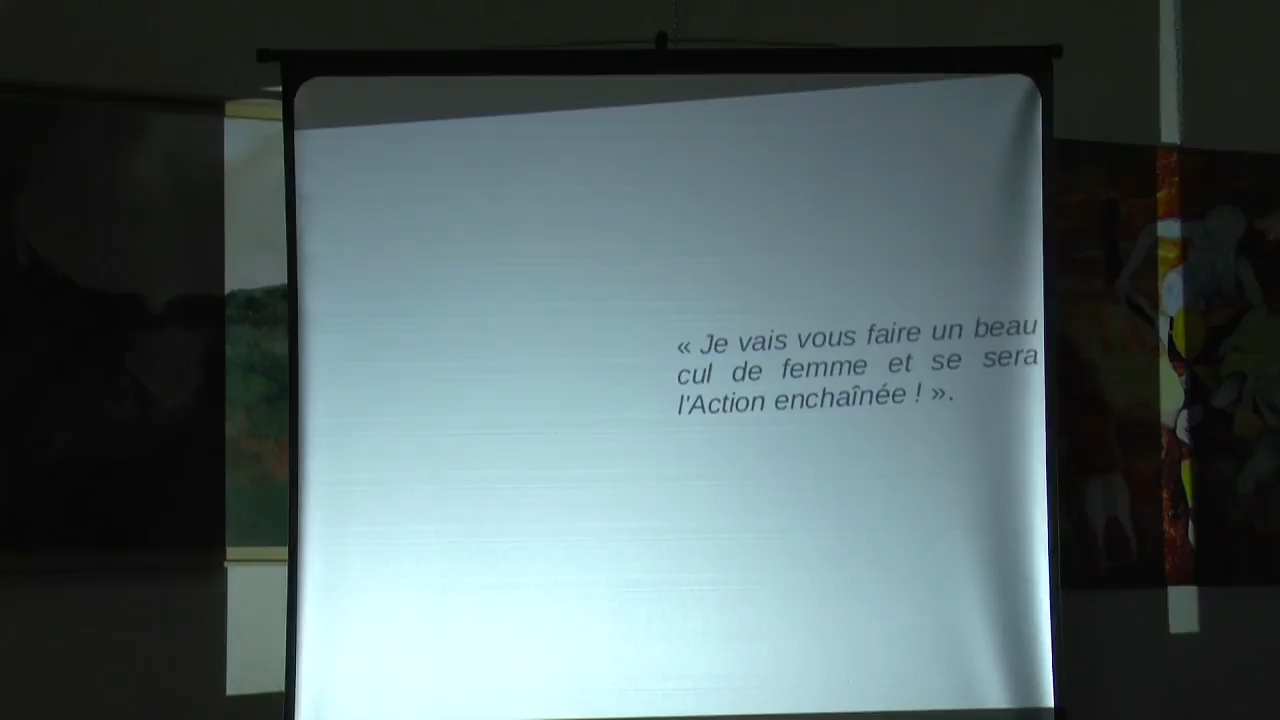 « Je vais vous faire un beau
cul de femme et se sera
l'Action enchaînée ! ».